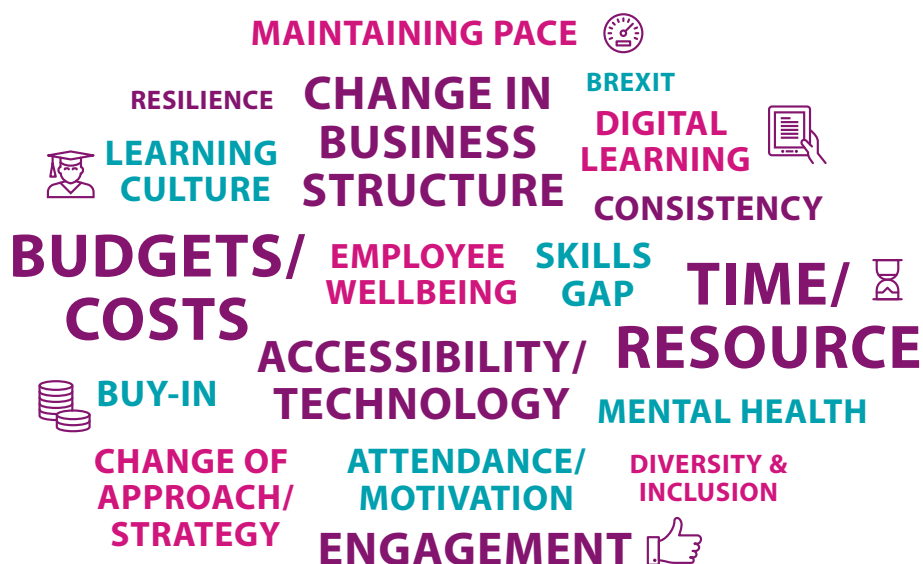 MAINTAINING PACE
RESILIENCE
CHANGE IN
BUSINESS
STRUCTURE
BREXIT
DIGITAL
LEARNING
LEARNING
CULTURE
CONSISTENCY
BUDGETS/
COSTS
EMPLOYEE
WELLBEING
SKILLS
GAP
TIME/
RESOURCE
ACCESSIBILITY/
TECHNOLOGY
BUY-IN
MENTAL HEALTH
CHANGE OF
APPROACH/
STRATEGY
ATTENDANCE/
MOTIVATION
DIVERSITY &
INCLUSION
ENGAGEMENT